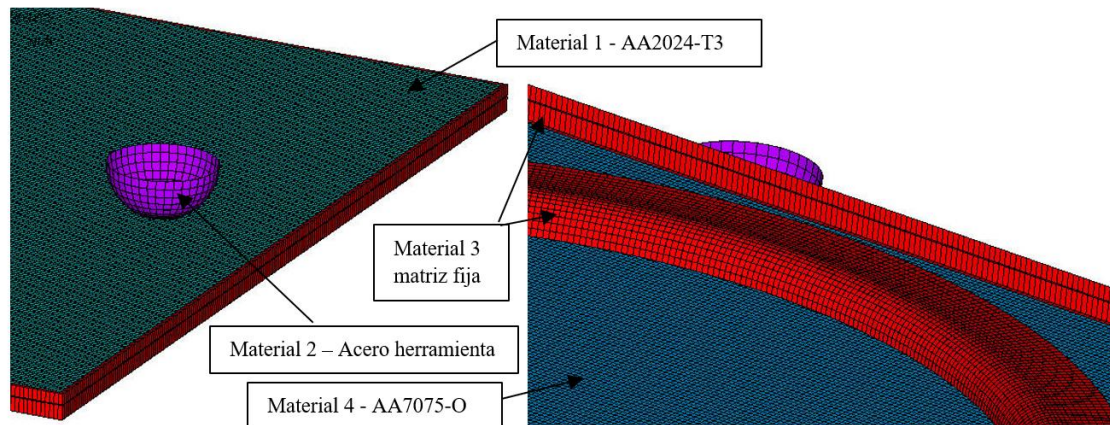 Material 1 - AA2024-T3
Material 3
matriz fija
Material 2 – Acero herramienta
Material 4 - AA7075-O